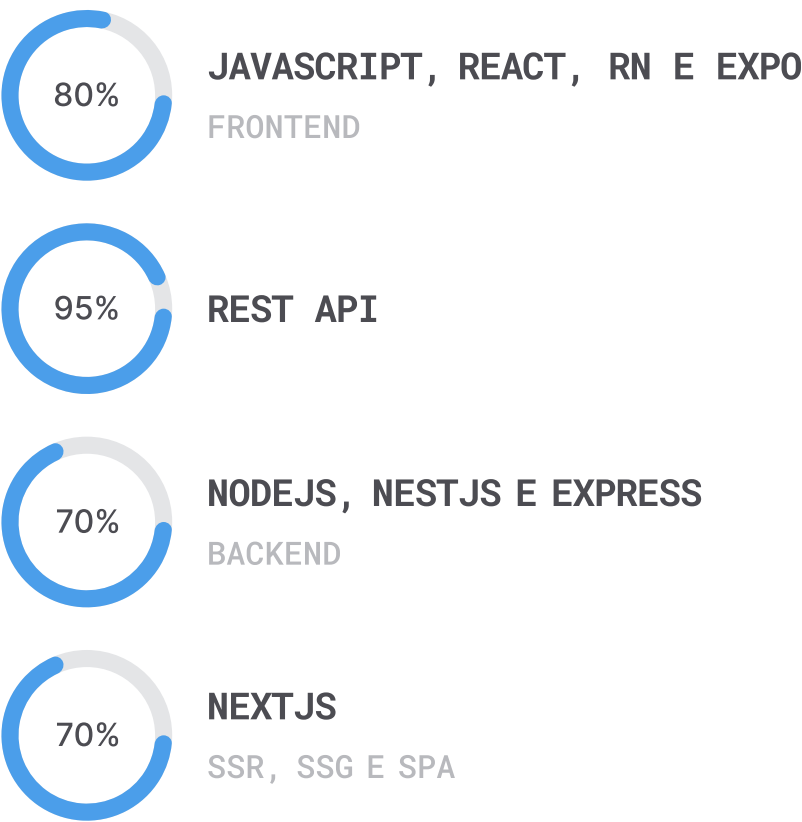 80%
JAVASCRIPT, REACT, RN E EXPO
FRONTEND
95%
REST API
70%
NODEJS, NESTJS E EXPRESS
BACKEND
70%
NEXTJS
SSR, SSG E SPA